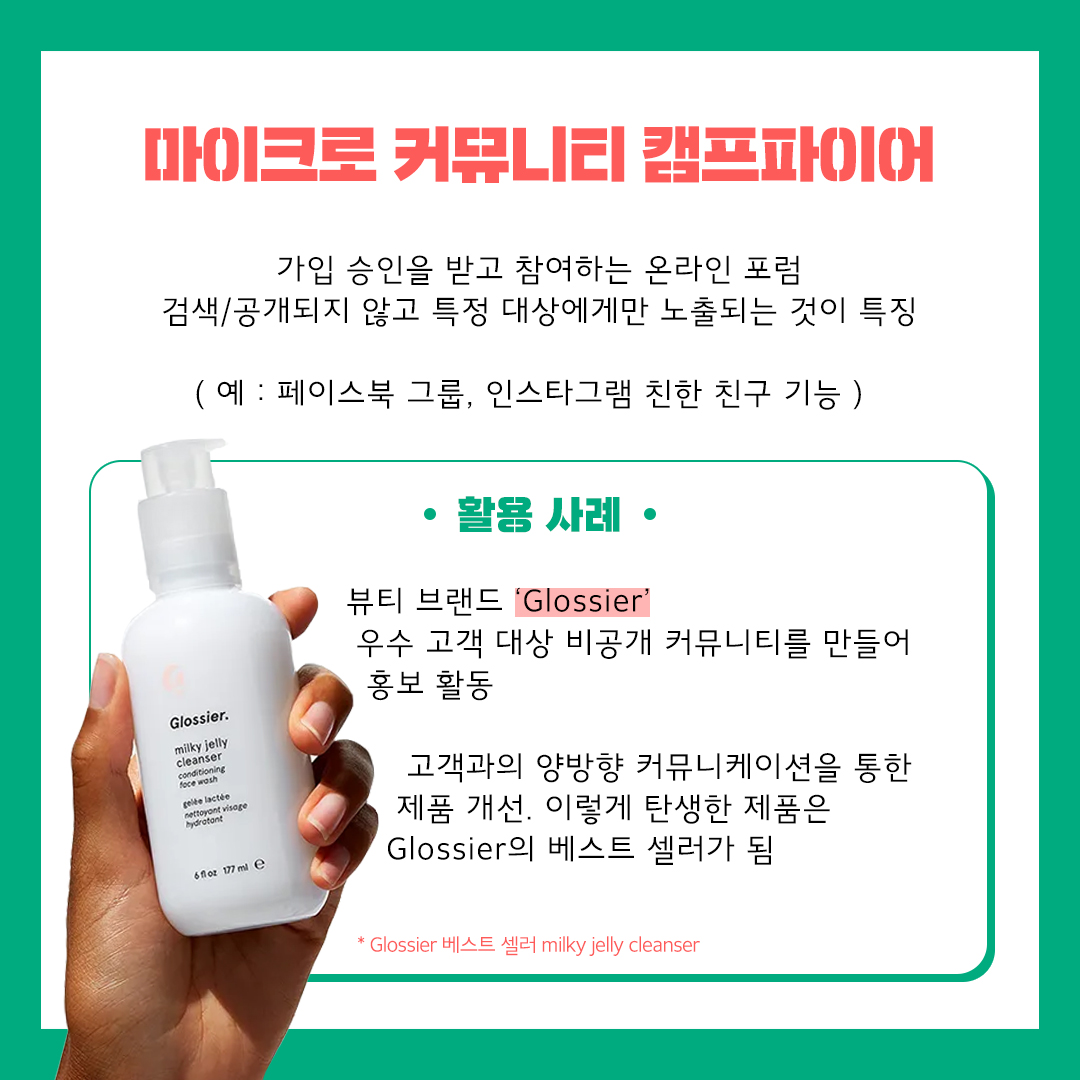 마이크로 커뮤니티 캠프파이어
가입 승인을 받고 참여하는 온라인 포럼
검색/공개되지 않고 특정 대상에게만 노출되는 것이 특징
( 예 : 페이스북 그룹, 인스타그램 친한 친구 기능 )
• 활용 사례 •
뷰티 브랜드 ‘Glossier’
우수 고객 대상 비공개 커뮤니티를 만들어
홍보 활동
고객과의 양방향 커뮤니케이션을 통한
제품 개선. 이렇게 탄생한 제품은
Glossier의 베스트 셀러가 됨
* Glossier 베스트 셀러 milky jelly cleanser
Glossier.
milky jelly
cleanser
conditioning
face wash
gelée lactée
nettoyant visage
hydratant
6 fl oz 177 ml ℮